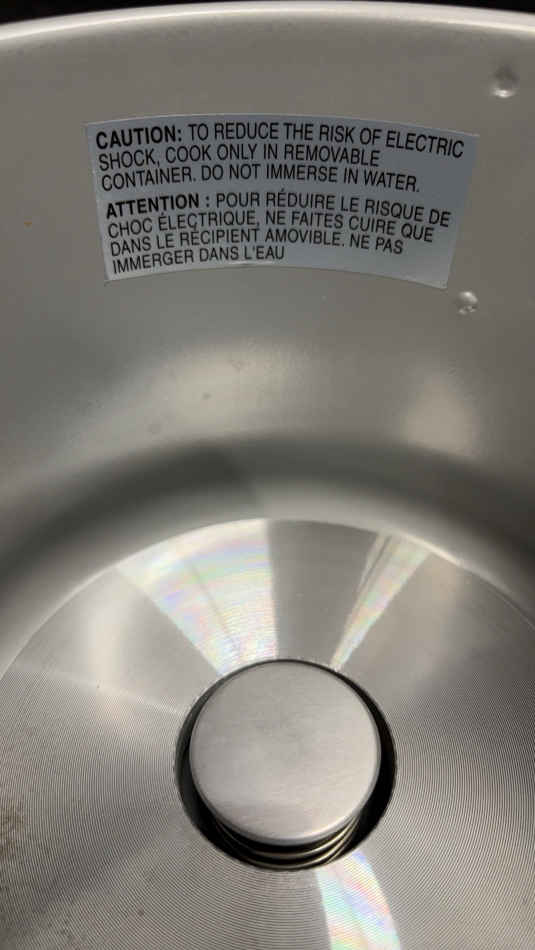 CAUTION: TO REDUCE THE RISK OF ELECTRIC
SHOCK, COOK ONLY IN REMOVABLE
CONTAINER. DO NOT IMMERSE IN WATER.
ATTENTION : POUR RÉDUIRE LE RISQUE DE
CHOC ÉLECTRIQUE, NE FAITES CUIRE QUE
DANS LE RÉCIPIENT AMOVIBLE. NE PAS
IMMERGER DANS L'EAU